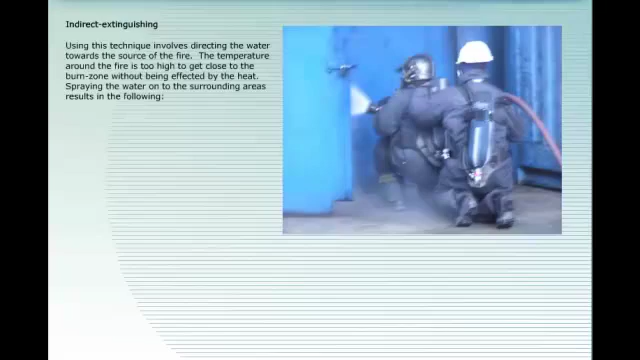 Indirect-extinguishing
Using this technique involves directing the water
towards the source of the fire. The temperature
around the fire is too high to get close to the
burn-zone without being effected by the heat.
Spraying the water on to the surrounding areas
results in the following: